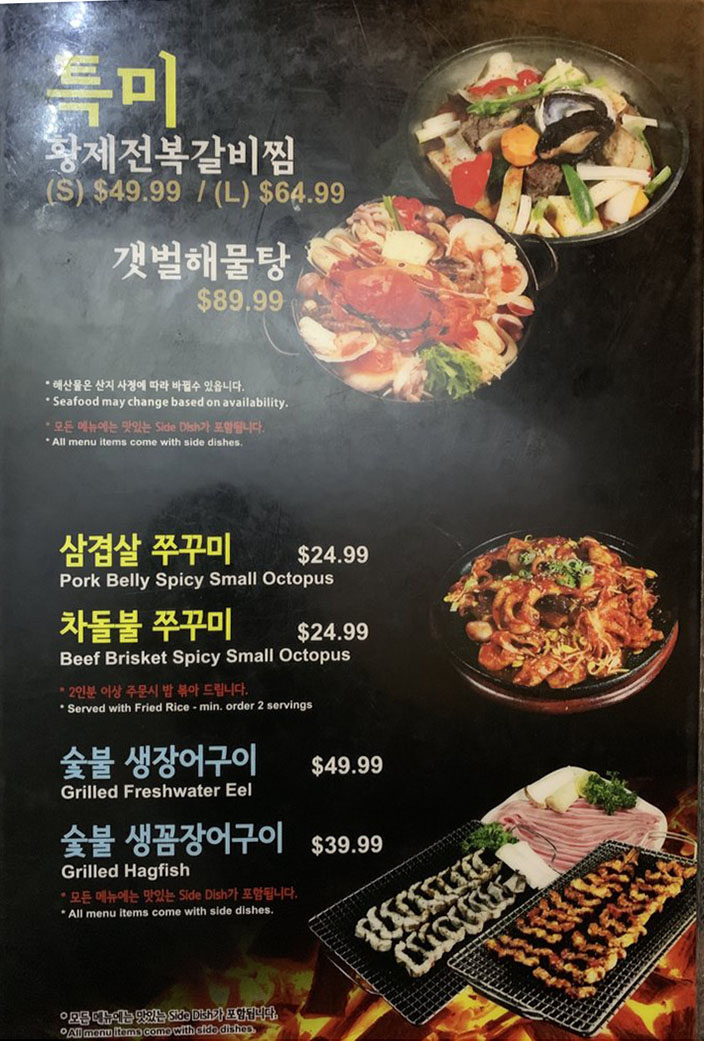 특미
황제전복갈비찜
(S) $49.99 / (L) $64.99
갯벌해물탕
$89.99
* 해산물은 산지 사정에 따라 바뀔수 있읍니다.
* Seafood may change based on availability.
* 모든 메뉴에는 맛있는 Side Dish가 포함됩니다.
* All menu items come with side dishes.
삼겹살 쭈꾸미 $24.99
Pork Belly Spicy Small Octopus
차돌불 쭈꾸미 $24.99
Beef Brisket Spicy Small Octopus
* 2인분 이상 주문시 밥 볶아 드립니다.
* Served with Fried Rice - min. order 2 servings
숯불 생장어구이 $49.99
Grilled Freshwater Eel
숯불 생꼼장어구이 $39.99
Grilled Hagfish
* 모든 메뉴에는 맛있는 Side Dish가 포함됩니다.
* All menu items come with side dishes.
* 모든 메뉴에는 맛있는 Side Dish가 포함됩니다.
* All menu items come with side dishes.